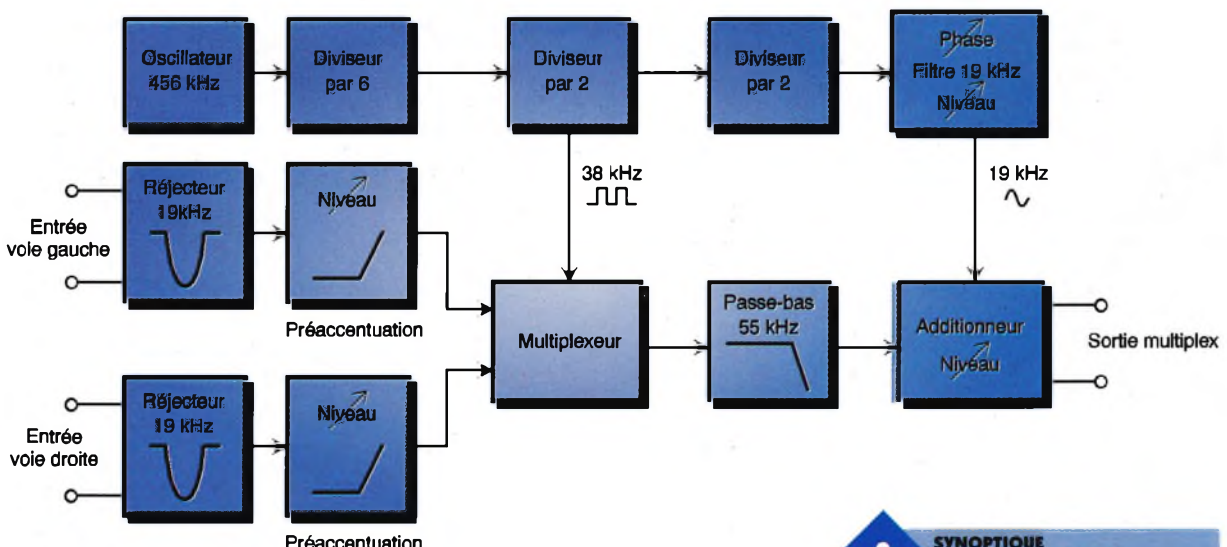 Oscillateur
456 kHz
Diviseur
par 6
Diviseur
par 2
Diviseur
par 2
Phase
Filtre 19 kHz
Niveau
38 kHz
19 kHz
Entrée
voie gauche
Réjecteur
19kHz
Niveau
Préaccentuation
Multiplexeur
Passe-bas
55 kHz
Additionneur
Niveau
Sortie multiplex
Entrée
voie droite
Réjecteur
19 kHz
Niveau
Préaccentuation
SYNOPTIQUE